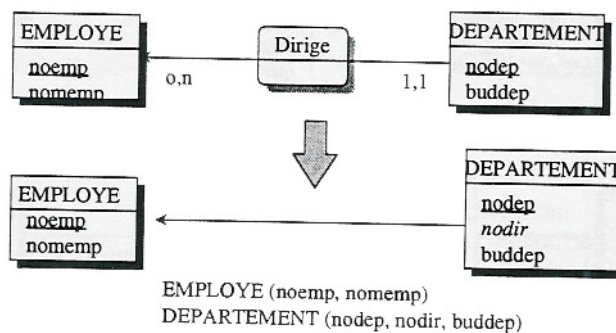 EMPLOYE
noemp
nomemp
Dirige
o,n
1,1
DEPARTEMENT
nodep
buddep
EMPLOYE
noemp
nomemp
DEPARTEMENT
nodep
nodir
buddep
EMPLOYE (noemp, nomemp)
DEPARTEMENT (nodep, nodir, buddep)